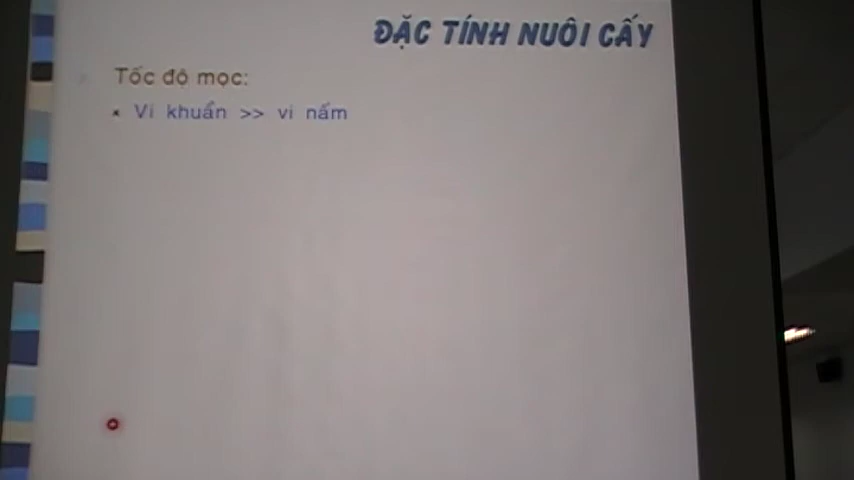 ĐẶC TÍNH NUÔI CẤY
Tốc độ mọc:
Vi khuẩn >> vi nấm